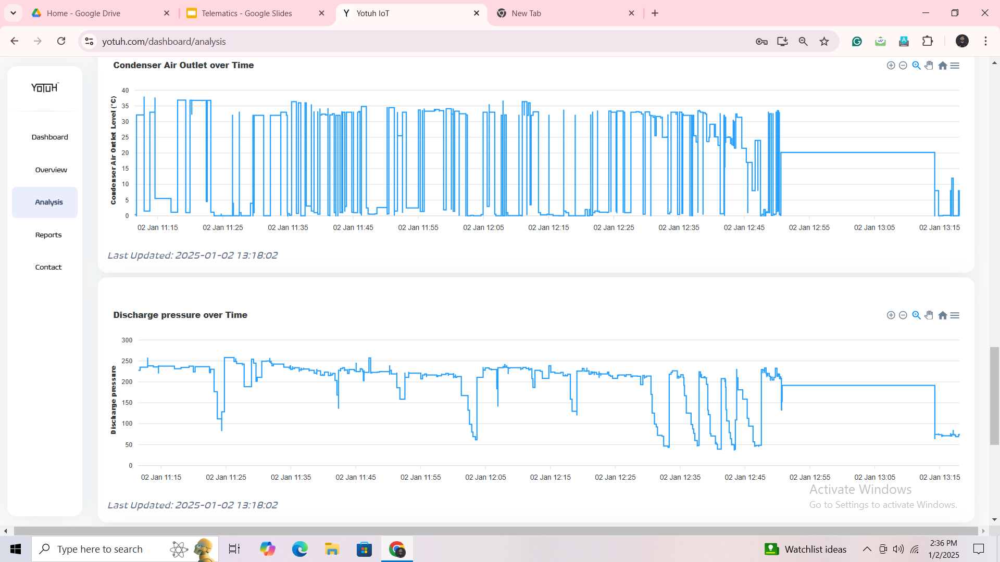 Home - Google Drive
Telematics - Google Slides
Yotuh IoT
New Tab
yotuh.com/dashboard/analysis
YOTUH
Dashboard
Overview
Analysis
Reports
Contact
Condenser Air Outlet over Time
Condenser Air Outlet Level (°C)
40
35
30
25
20
15
10
5
0
02 Jan 11:15
02 Jan 11:25
02 Jan 11:35
02 Jan 11:45
02 Jan 11:55
02 Jan 12:05
02 Jan 12:15
02 Jan 12:25
02 Jan 12:35
02 Jan 12:45
02 Jan 12:55
02 Jan 13:05
02 Jan 13:15
Last Updated: 2025-01-02 13:18:02
Discharge pressure over Time
Discharge pressure
300
250
200
150
100
50
0
02 Jan 11:15
02 Jan 11:25
02 Jan 11:35
02 Jan 11:45
02 Jan 11:55
02 Jan 12:05
02 Jan 12:15
02 Jan 12:25
02 Jan 12:35
02 Jan 12:45
02 Jan 12:55
02 Jan 13:05
02 Jan 13:15
Last Updated: 2025-01-02 13:18:02
Activate Windows
Go to Settings to activate Windows.
Type here to search
Watchlist ideas
2:36 PM
1/2/2025